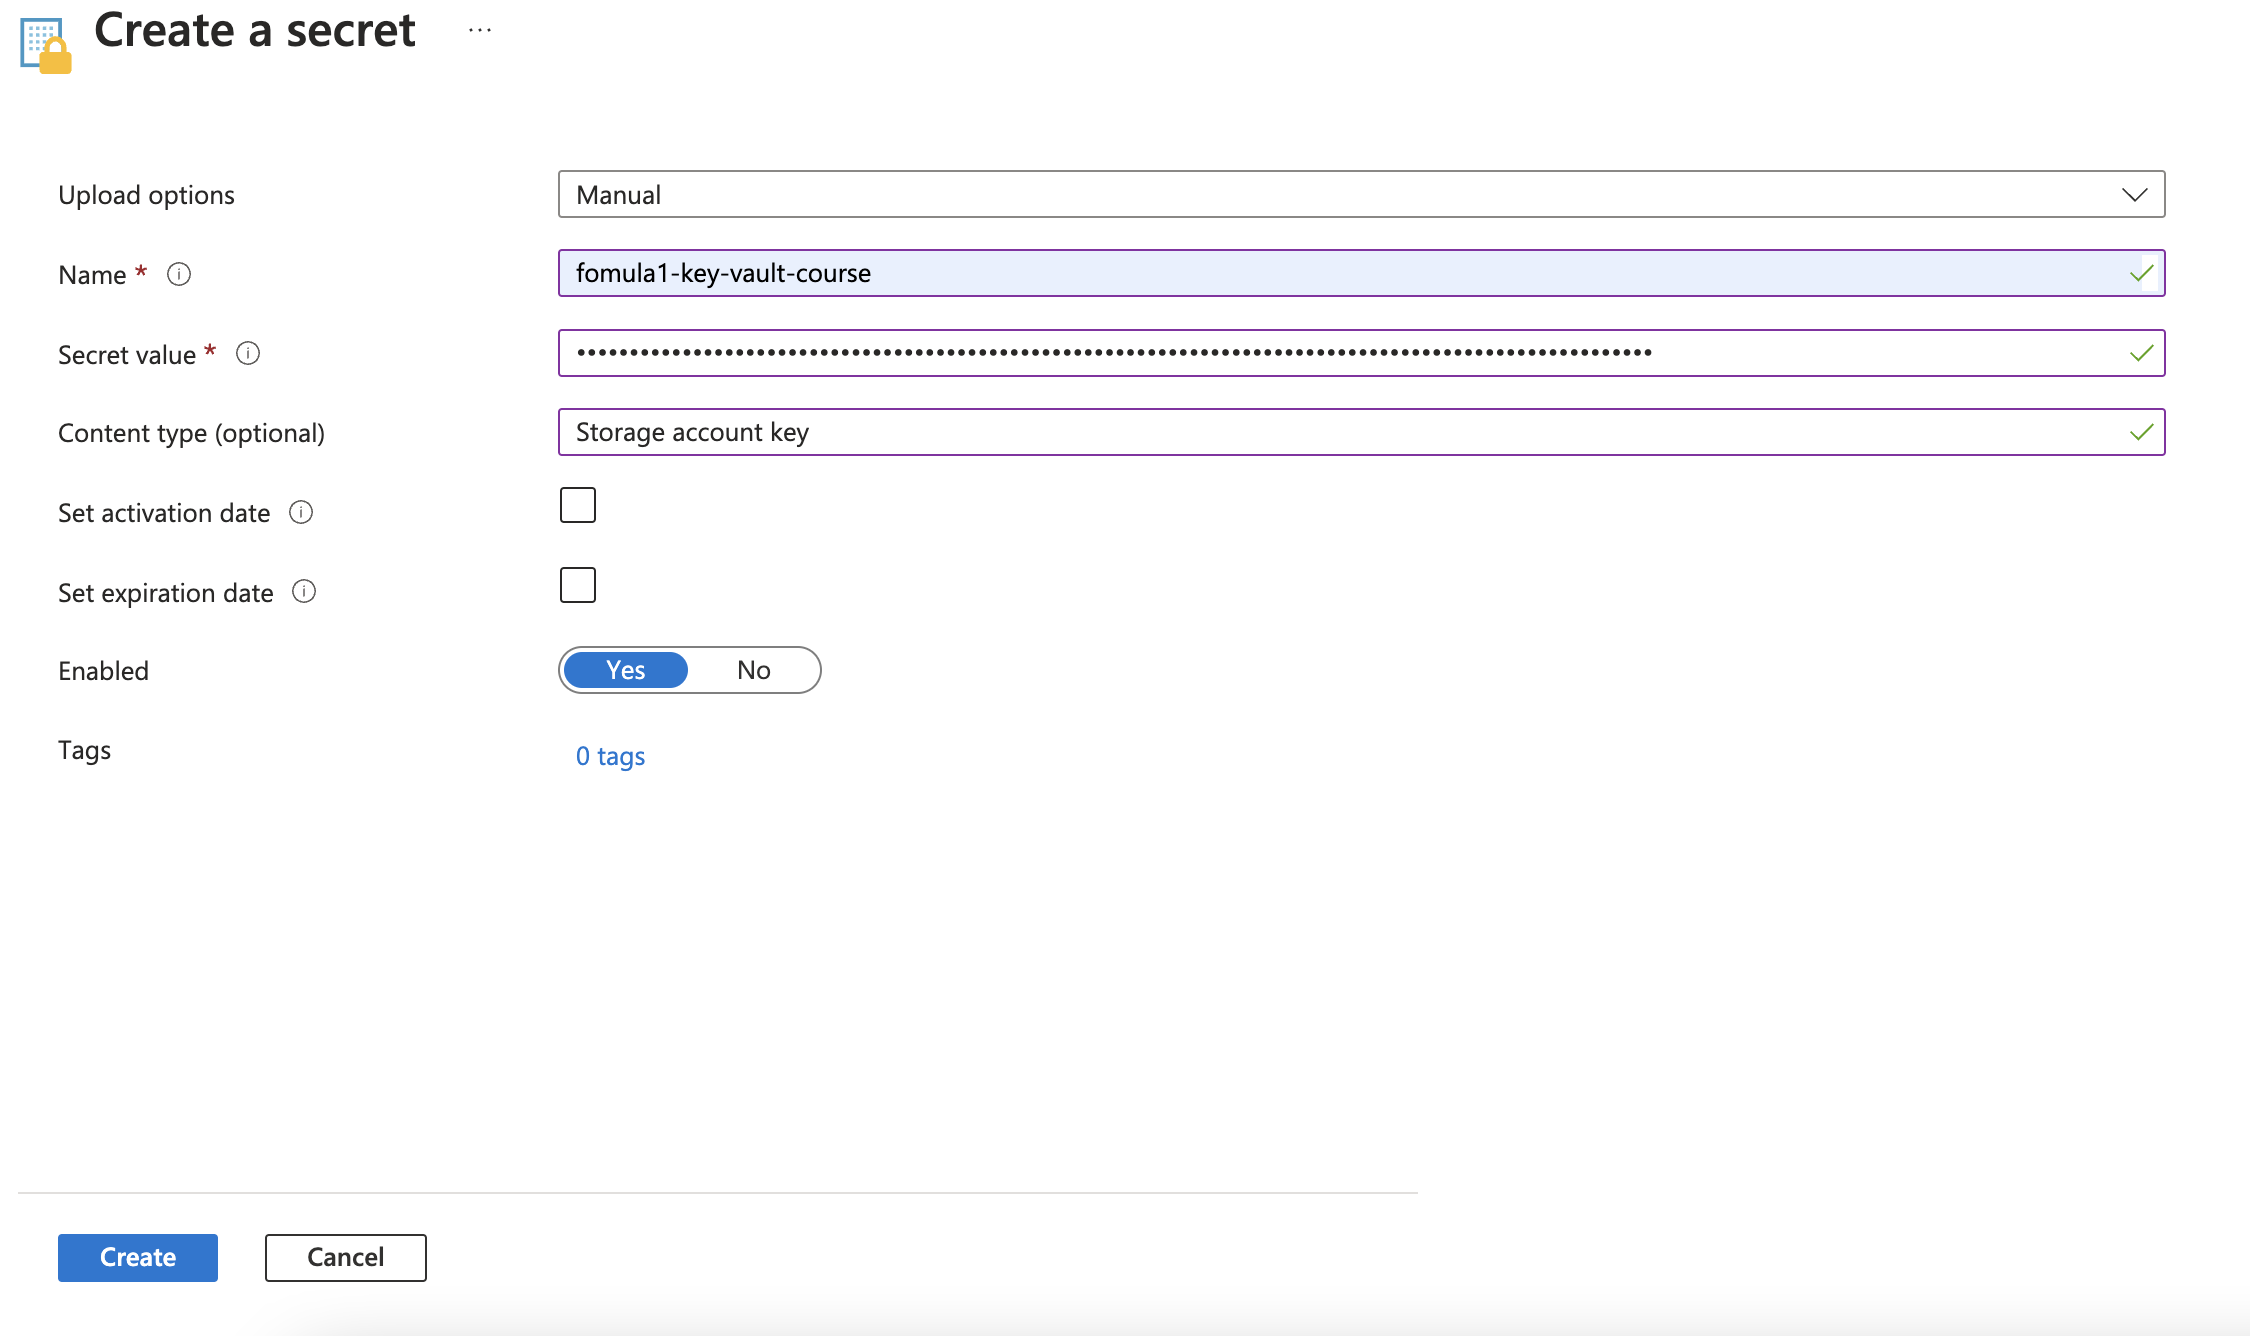 Create a secret ...
Upload options Manual
Name * fomula1-key-vault-course
Secret value * ••••••••••••••••••••••••••••••••••••••••••••••••••••••••••••••••••••••••••••••••••••••••••••••••••••••
Content type (optional) Storage account key
Set activation date
Set expiration date
Enabled Yes No
Tags 0 tags
Create Cancel